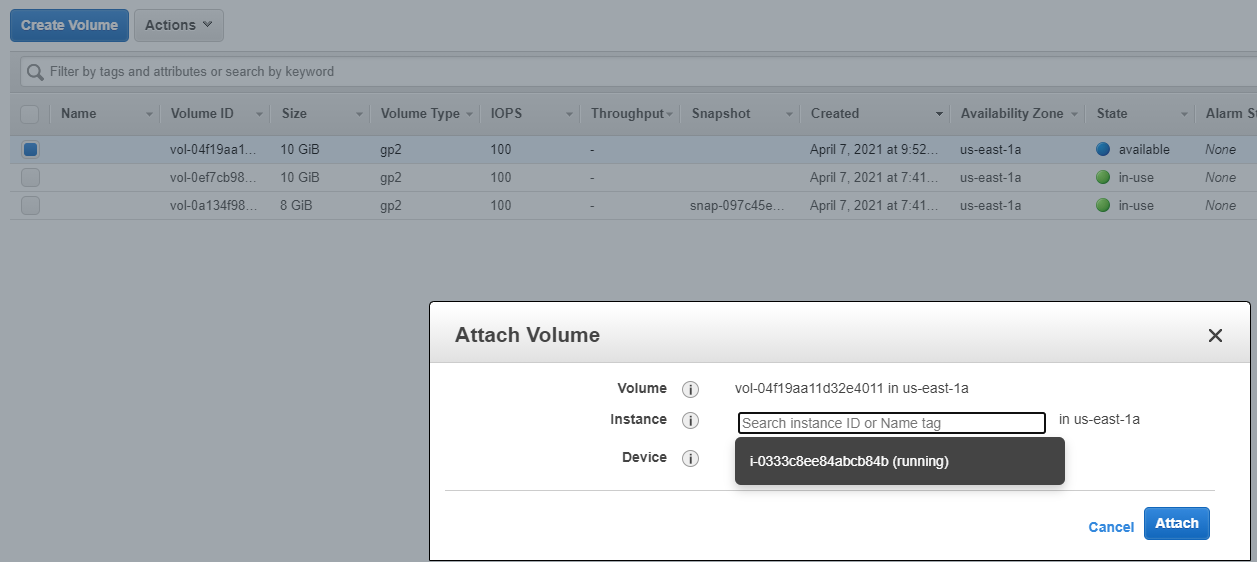 Create Volume Actions
Filter by tags and attributes or search by keyword
Name Volume ID Size Volume Type IOPS Throughput Snapshot Created Availability Zone State Alarm St
vol-04f19aa1... 10 GiB gp2 100 - April 7, 2021 at 9:52... us-east-1a available None
vol-0ef7cb98... 10 GiB gp2 100 - April 7, 2021 at 7:41... us-east-1a in-use None
vol-0a134f98... 8 GiB gp2 100 - snap-097c45e... April 7, 2021 at 7:41... us-east-1a in-use None
Attach Volume
Volume i vol-04f19aa11d32e4011 in us-east-1a
Instance i Search instance ID or Name tag in us-east-1a
Device i i-0333c8ee84abcb84b (running)
Cancel Attach